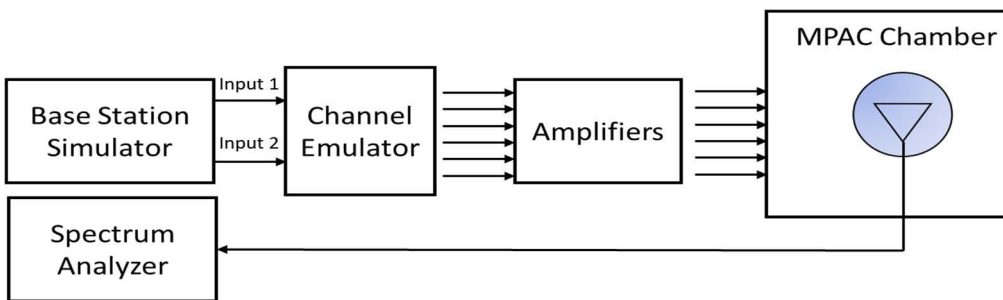 MPAC Chamber
Input 1
Base Station
Simulator
Input 2
Channel
Emulator
Amplifiers
Spectrum
Analyzer